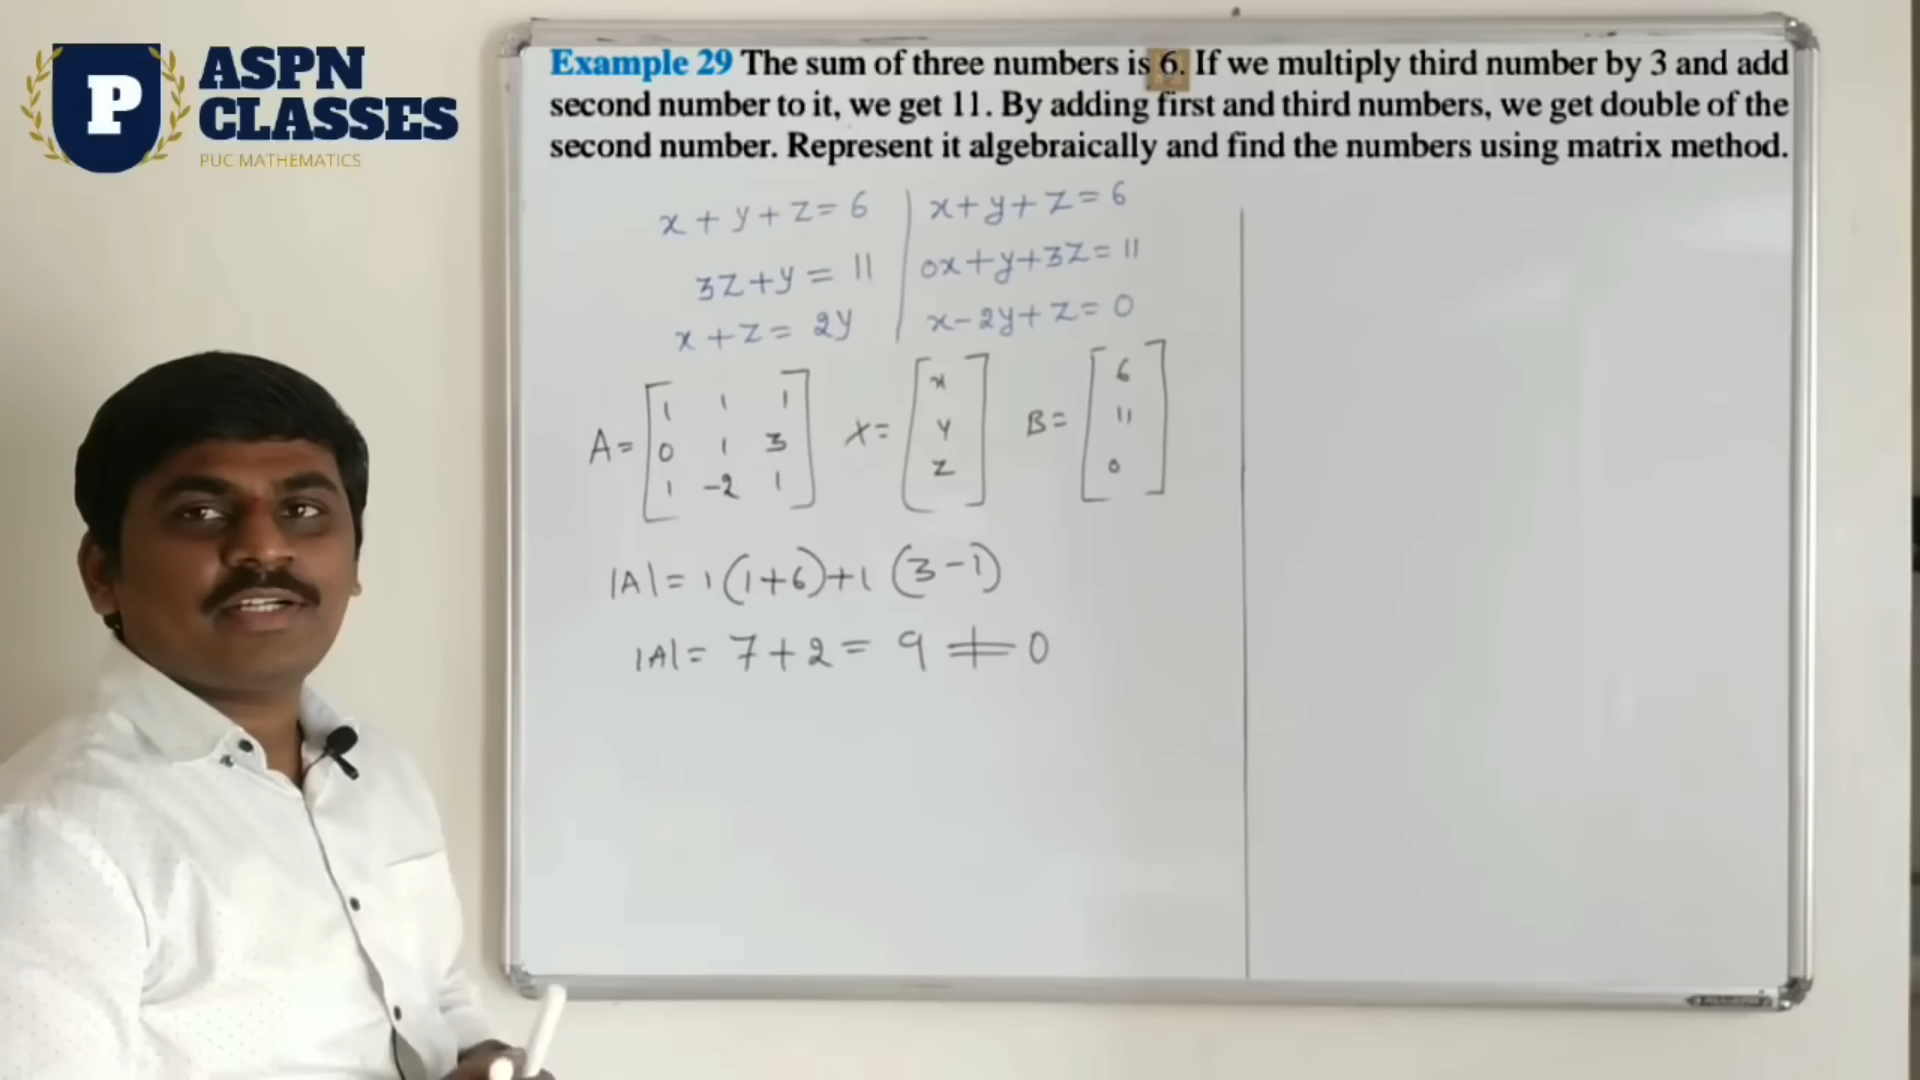 P
ASPN
CLASSES
PUC MATHEMATICS
Example 29 The sum of three numbers is 6. If we multiply third number by 3 and add
second number to it, we get 11. By adding first and third numbers, we get double of the
second number. Represent it algebraically and find the numbers using matrix method.
x + y + z = 6 | x + y + z = 6
3z + y = 11 | 0x + y + 3z = 11
x + z = 2y | x - 2y + z = 0
A = [1 1 1
0 1 3
1 -2 1]
X = [x
y
z]
B = [6
11
0]
|A| = 1(1+6)+1(3-1)
|A| = 7+2 = 9 ≠ 0